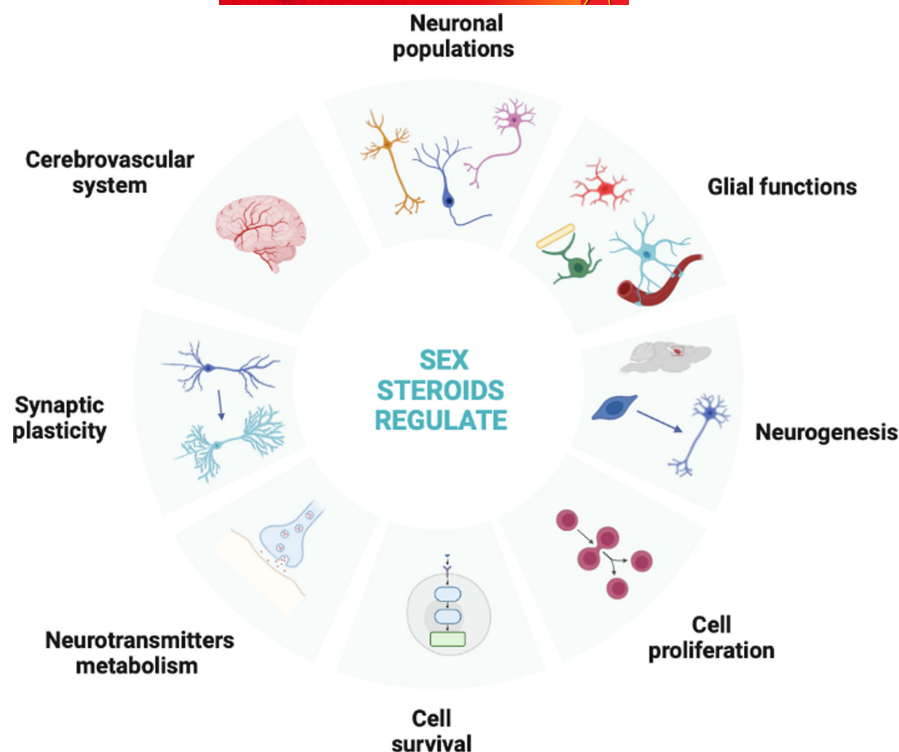 Neuronal
populations
Cerebrovascular
system
Glial functions
SEX
STEROIDS
REGULATE
Synaptic
plasticity
Neurogenesis
Neurotransmitters
metabolism
Cell
proliferation
Cell
survival